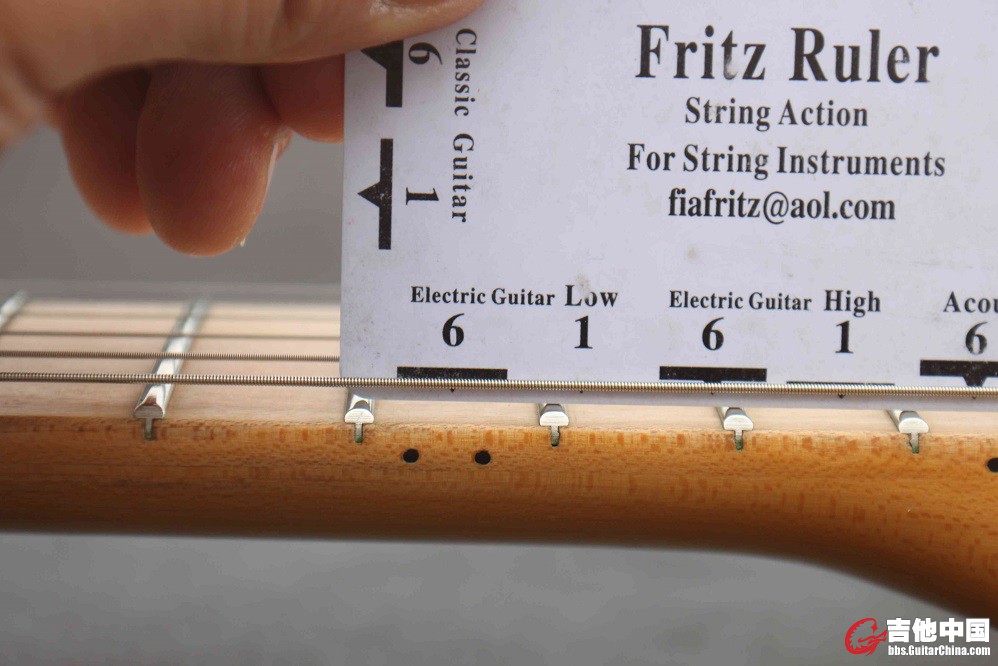 Fritz Ruler
String Action
For String Instruments
fiafritz@aol.com
Classic Guitar
6
1
Electric Guitar Low
6 1
Electric Guitar High
6 1
6
吉他中国
bbs.GuitarChina.com